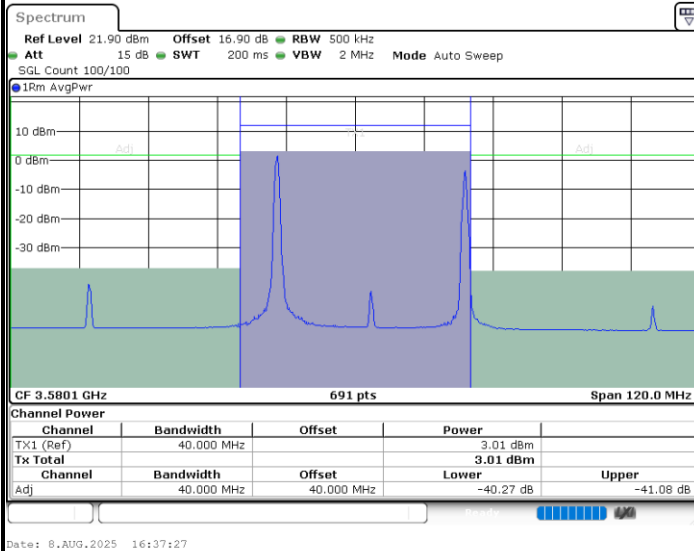 Spectrum
Ref Level 21.90 dBm Offset 16.90 dB RBW 500 kHz
Att 15 dB SWT 200 ms VBW 2 MHz Mode Auto Sweep
SGL Count 100/100
1Rm AvgPwr
10 dBm
Adj Adj
0 dBm
-10 dBm
-20 dBm
-30 dBm
CF 3.5801 GHz 691 pts Span 120.0 MHz
Channel Power
Channel Bandwidth Offset Power
TX1 (Ref) 40.000 MHz 3.01 dBm
Tx Total 3.01 dBm
Channel Bandwidth Offset Lower Upper
Adj 40.000 MHz 40.000 MHz -40.27 dB -41.08 dB
Ready
Date: 8.AUG.2025 16:37:27